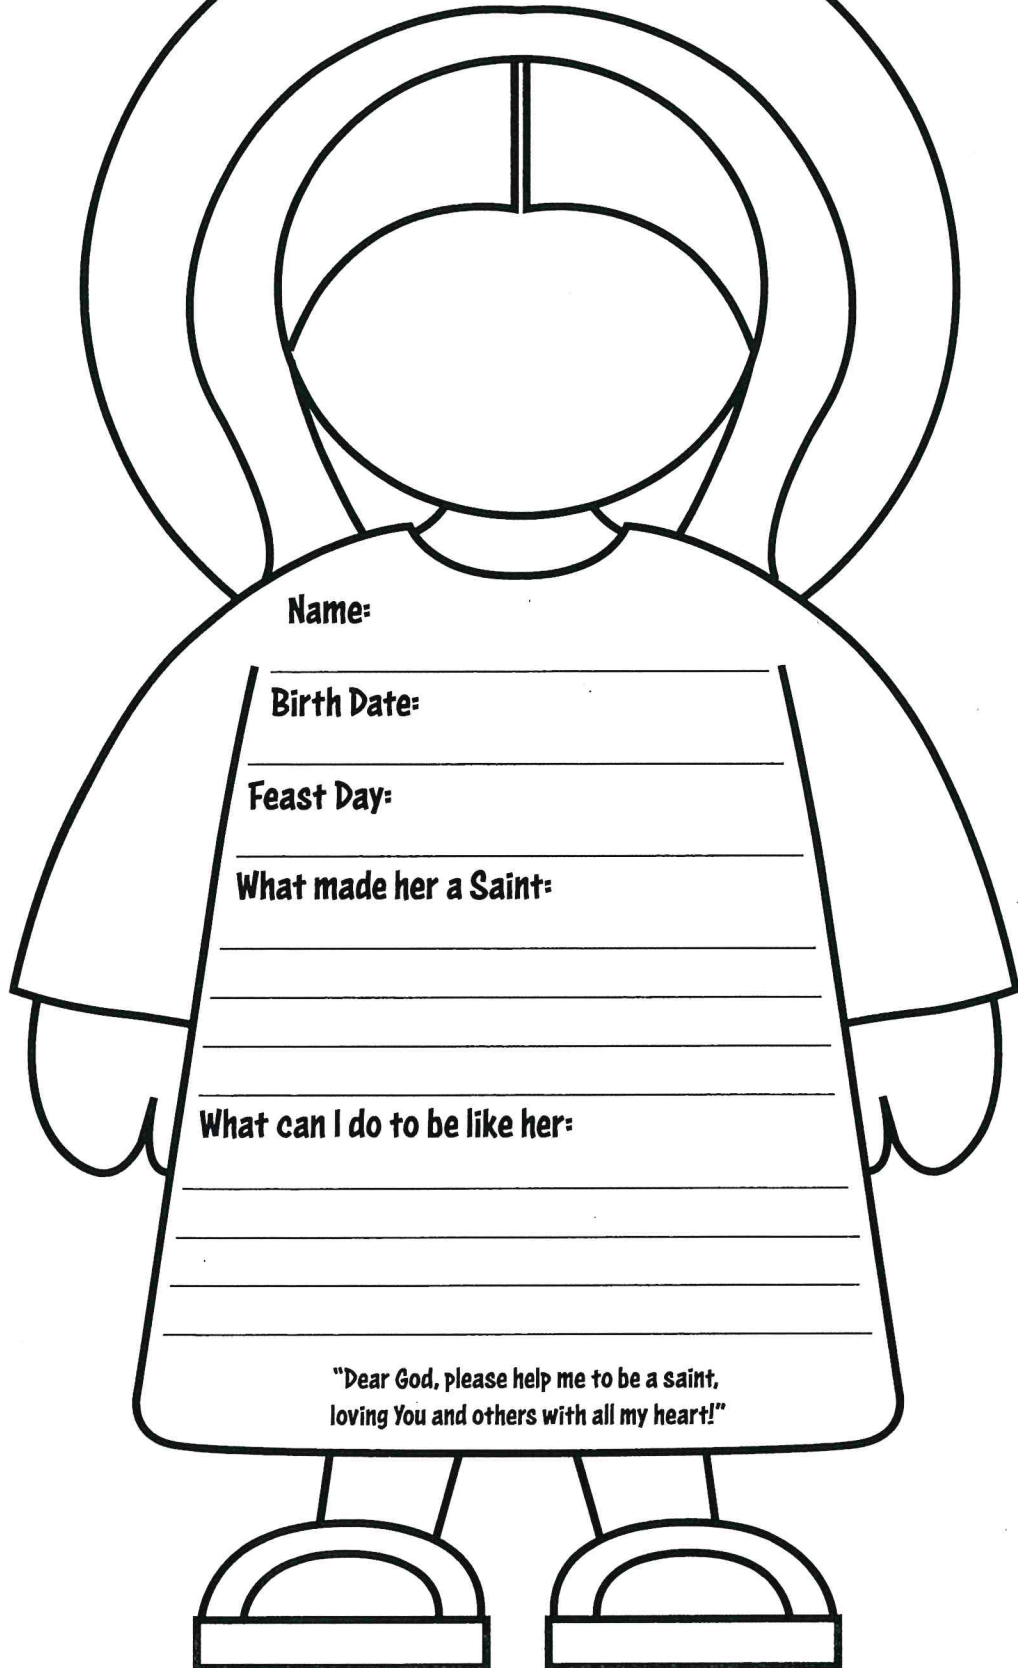 Name:
Birth Date:
Feast Day:
What made her a Saint:
What can I do to be like her:
"Dear God, please help me to be a saint,
loving You and others with all my heart!"